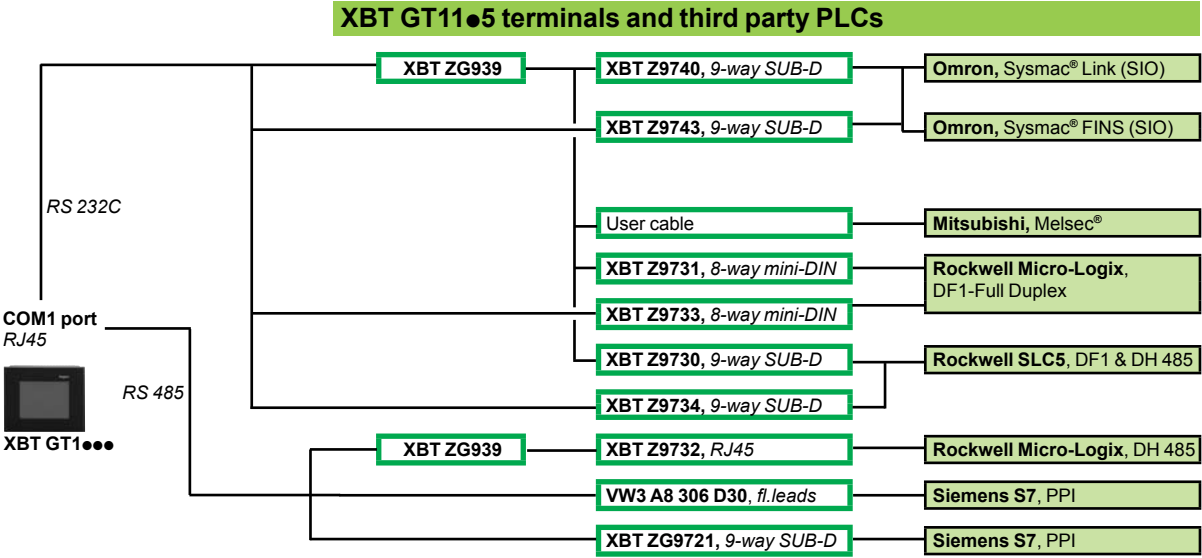 XBT GT11●5 terminals and third party PLCs
XBT ZG939
XBT Z9740, 9-way SUB-D
Omron, Sysmac® Link (SIO)
XBT Z9743, 9-way SUB-D
Omron, Sysmac® FINS (SIO)
RS 232C
User cable
Mitsubishi, Melsec®
XBT Z9731, 8-way mini-DIN
Rockwell Micro-Logix,
DF1-Full Duplex
XBT Z9733, 8-way mini-DIN
COM1 port
RJ45
XBT Z9730, 9-way SUB-D
Rockwell SLC5, DF1 & DH 485
RS 485
XBT Z9734, 9-way SUB-D
XBT GT1●●●
XBT ZG939
XBT Z9732, RJ45
Rockwell Micro-Logix, DH 485
VW3 A8 306 D30, fl.leads
Siemens S7, PPI
XBT ZG9721, 9-way SUB-D
Siemens S7, PPI